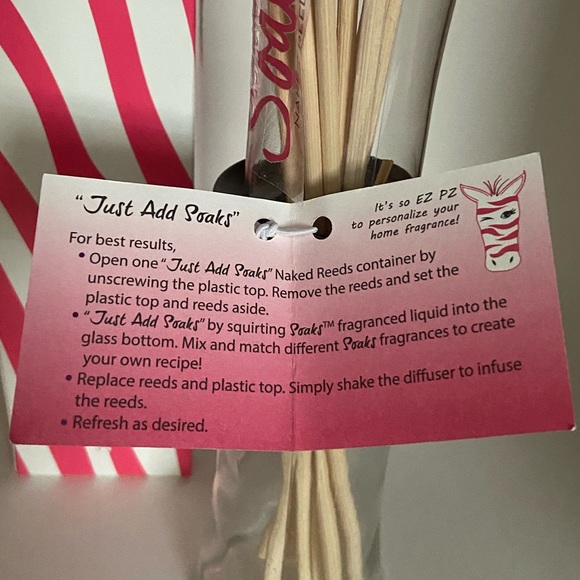 Soa
NA
"Just Add Soaks"
It's so EZ PZ
to personalize your
home fragrance!
For best results,
• Open one "Just Add Soaks" Naked Reeds container by
unscrewing the plastic top. Remove the reeds and set the
plastic top and reeds aside.
• "Just Add Soaks" by squirting Soaks™ fragranced liquid into the
glass bottom. Mix and match different Soaks fragrances to create
your own recipe!
• Replace reeds and plastic top. Simply shake the diffuser to infuse
the reeds.
• Refresh as desired.